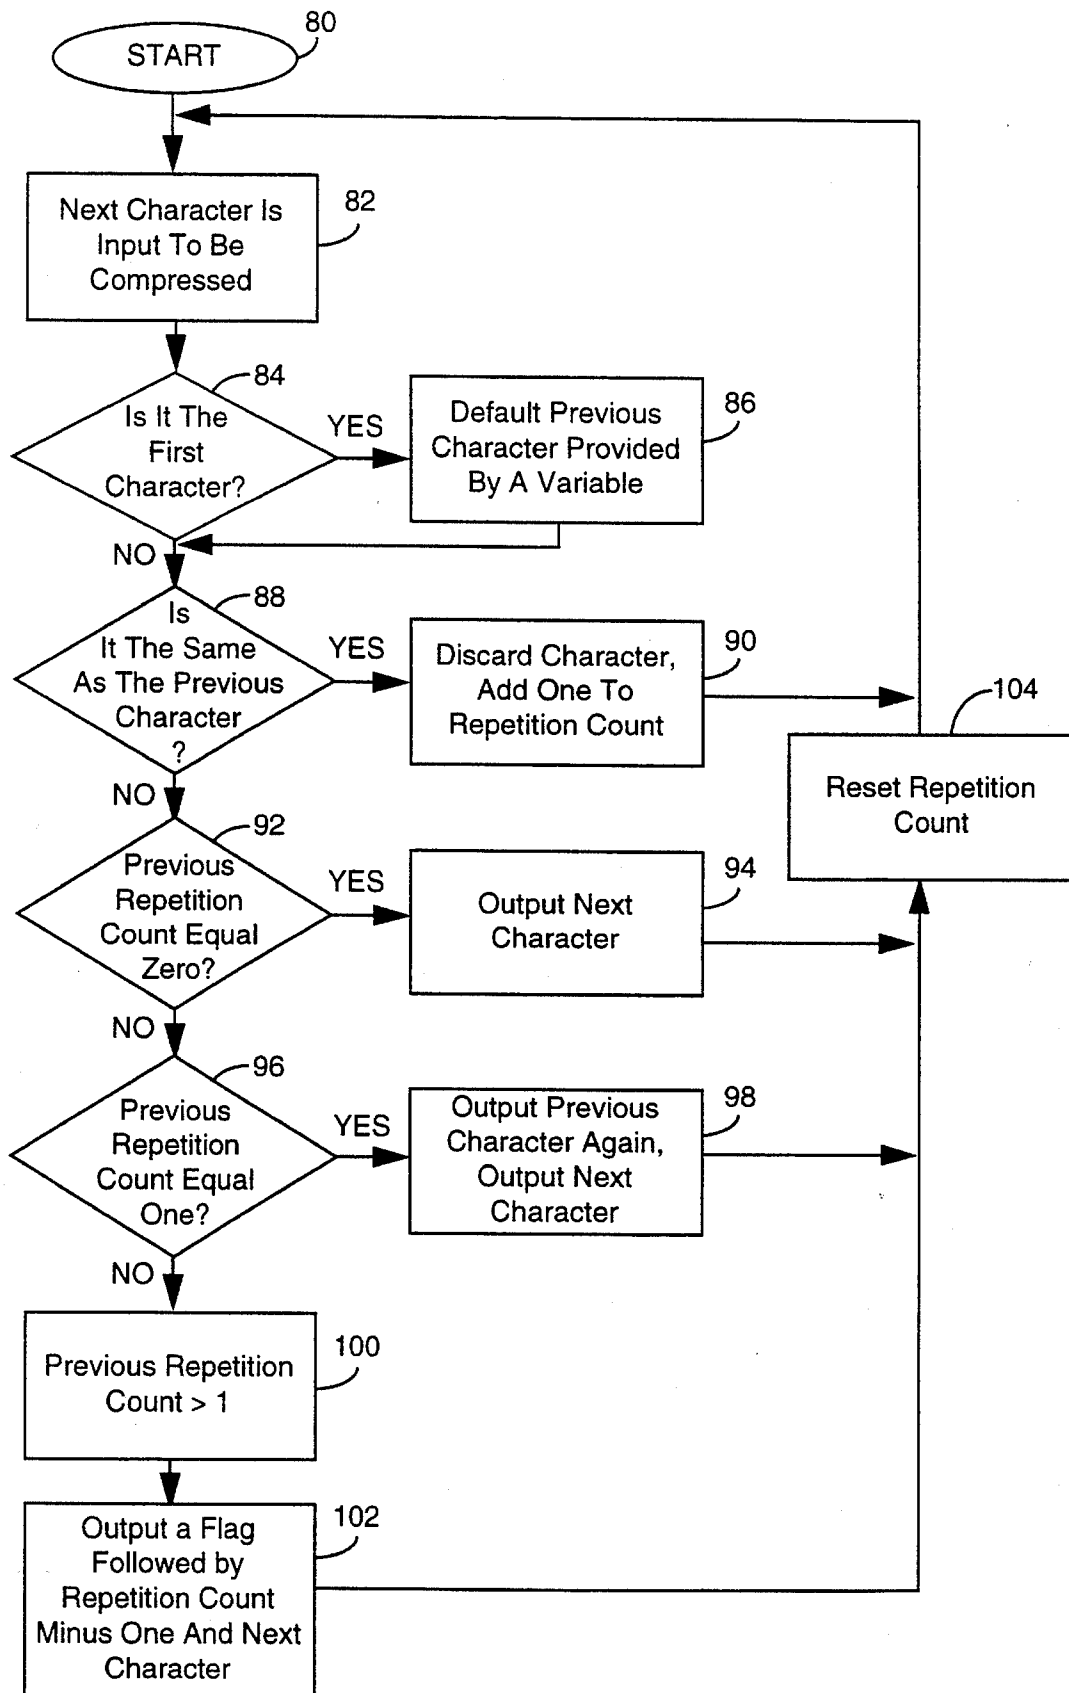 START
80
Next Character Is
Input To Be
Compressed
82
84
Is It The
First
Character?
YES
Default Previous
Character Provided
By A Variable
86
NO
88
Is
It The Same
As The Previous
Character
?
YES
Discard Character,
Add One To
Repetition Count
90
104
Reset Repetition
Count
NO
92
Previous
Repetition
Count Equal
Zero?
YES
Output Next
Character
94
NO
96
Previous
Repetition
Count Equal
One?
YES
Output Previous
Character Again,
Output Next
Character
98
NO
Previous Repetition
Count > 1
100
Output a Flag
Followed by
Repetition Count
Minus One And Next
Character
102